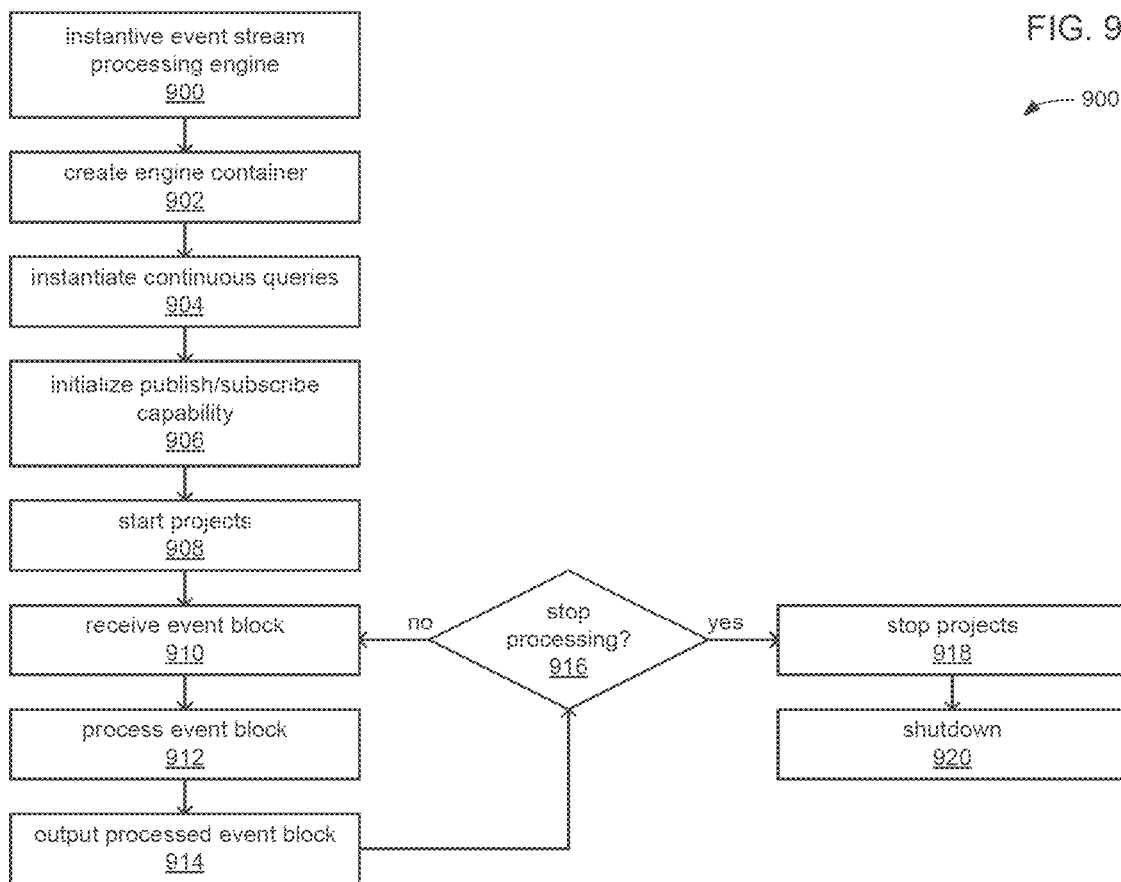 FIG. 9
900
instantive event stream
processing engine
900
create engine container
902
instantiate continuous queries
904
initialize publish/subscribe
capability
906
start projects
908
receive event block
910
process event block
912
output processed event block
914
no
stop
processing?
916
yes
stop projects
918
shutdown
920